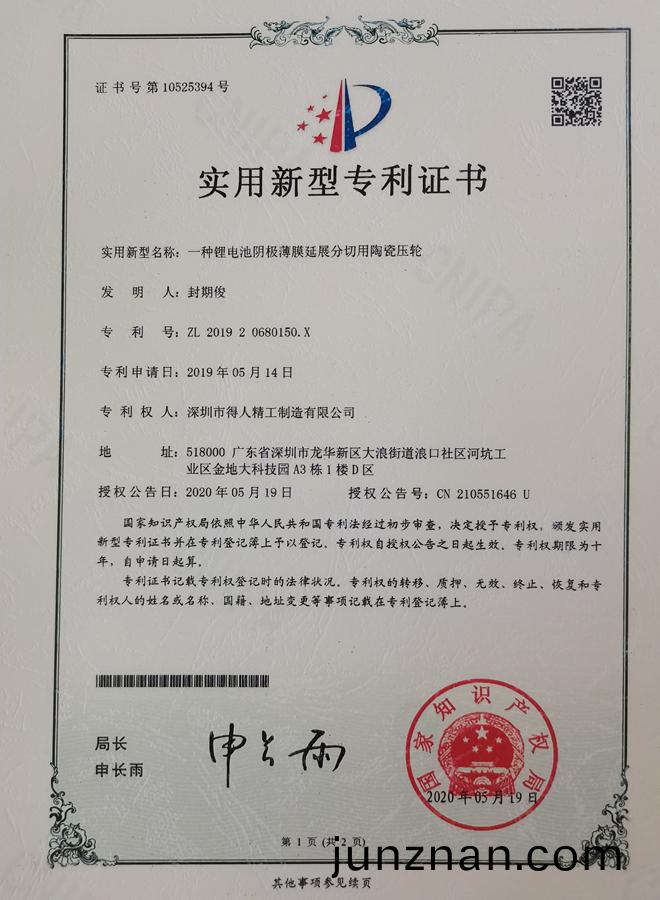 证书号第10525394号
实用新型专利证书
实用新型名称：一种锂电池阴极薄膜延展分切用陶瓷压轮
发明人：封期俊
专利号：ZL 2019 2 0680150.X
专利申请日：2019年05月14日
专利权人：深圳市得人精工制造有限公司
地址：518000 广东省深圳市龙华新区大浪街道浪口社区河坑工
业区金地大科技园A3栋1楼D区
授权公告日：2020年05月19日 授权公告号：CN 210551646 U
国家知识产权局依照中华人民共和国专利法经过初步审查，决定授予专利权，颁发实用
新型专利证书并在专利登记簿上予以登记。专利权自授权公告之日起生效。专利权期限为十
年，自申请日起算。
专利证书记载专利权登记时的法律状况。专利权的转移、质押、无效、终止、恢复和专
利权人的姓名或名称、国籍、地址变更等事项记载在专利登记簿上。
局长
申长雨
申长雨
国家知识产权局
2020年05月19日
第 1 页 (共 2 页)
junznan.com
其他事项参见续页
CNIPA